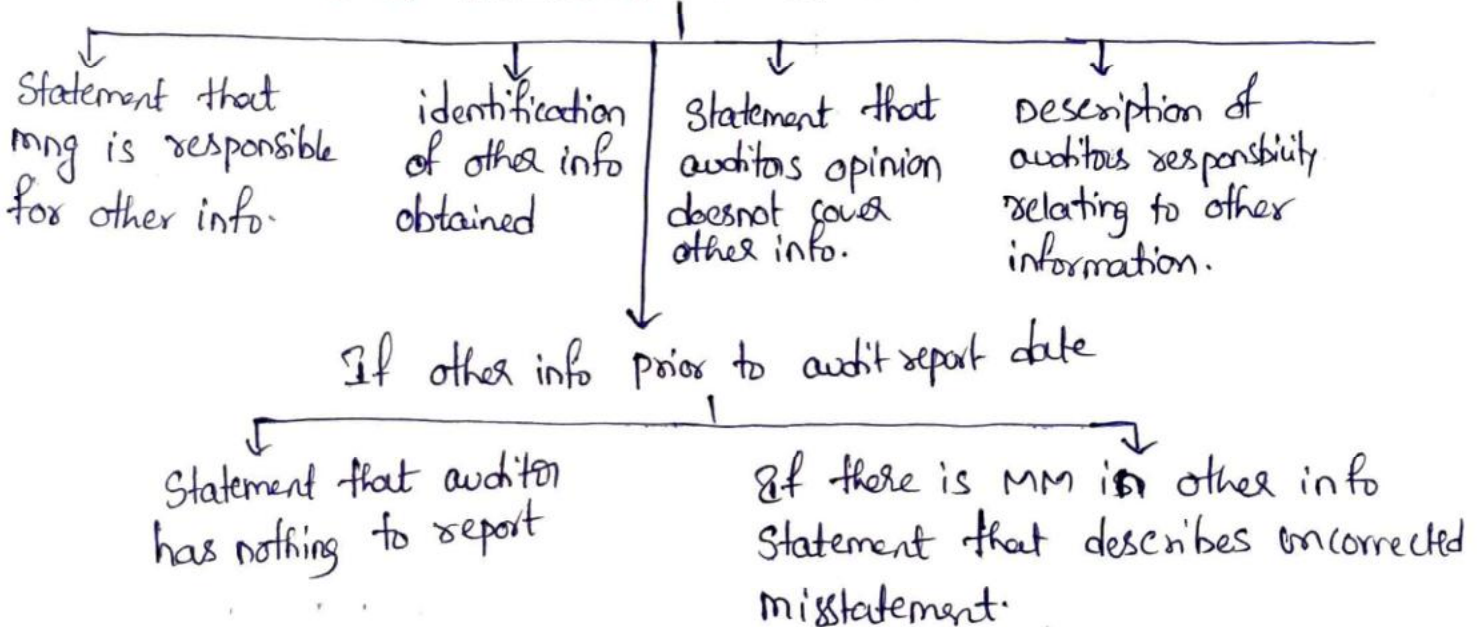 Statement that
mng is responsible
for other info.
identification
of other info
obtained
Statement that
auditors opinion
doesnot cover
other info.
Description of
auditors responsbility
relating to other
information.
If other info prior to audit report date
Statement that auditor
has nothing to report
If there is MM in other info
Statement that describes uncorrected
misstatement.